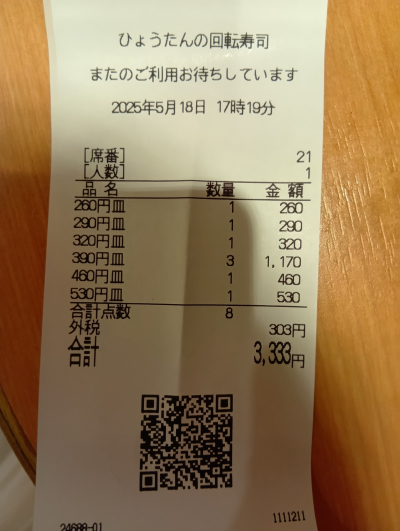 ひょうたんの回転寿司
またのご利用お待ちしています
2025年5月18日 17時19分
[席番] 21
[人数] 1
品名 数量 金額
260円皿 1 260
290円皿 1 290
320円皿 1 320
390円皿 3 1,170
460円皿 1 460
530円皿 1 530
合計点数 8
外税 303円
合計 3,333円
24688-01 1111211